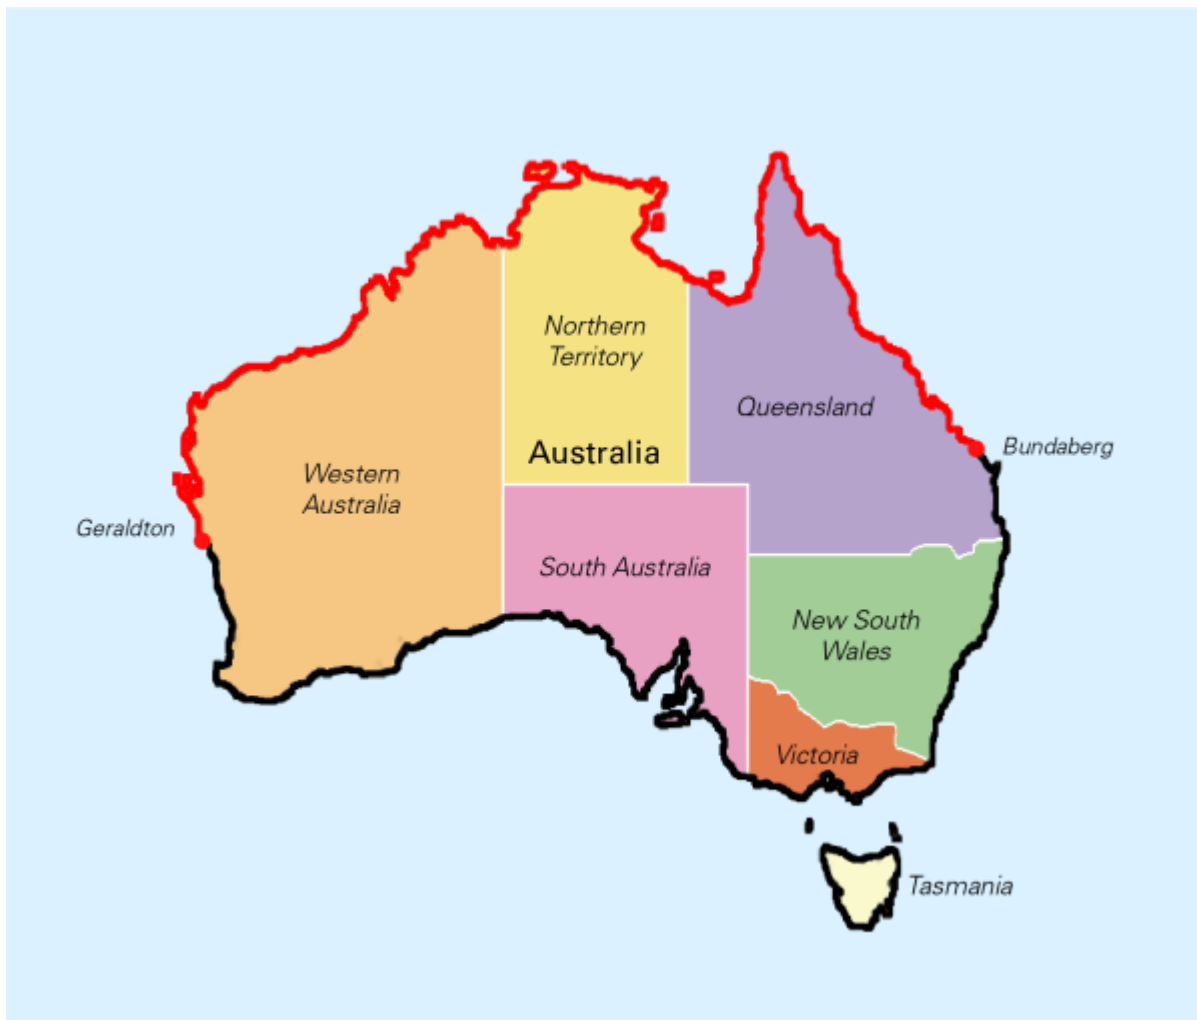 Northern
Territory
Queensland
Australia
Bundaberg
Western
Australia
Geraldton
South Australia
New South
Wales
Victoria
Tasmania